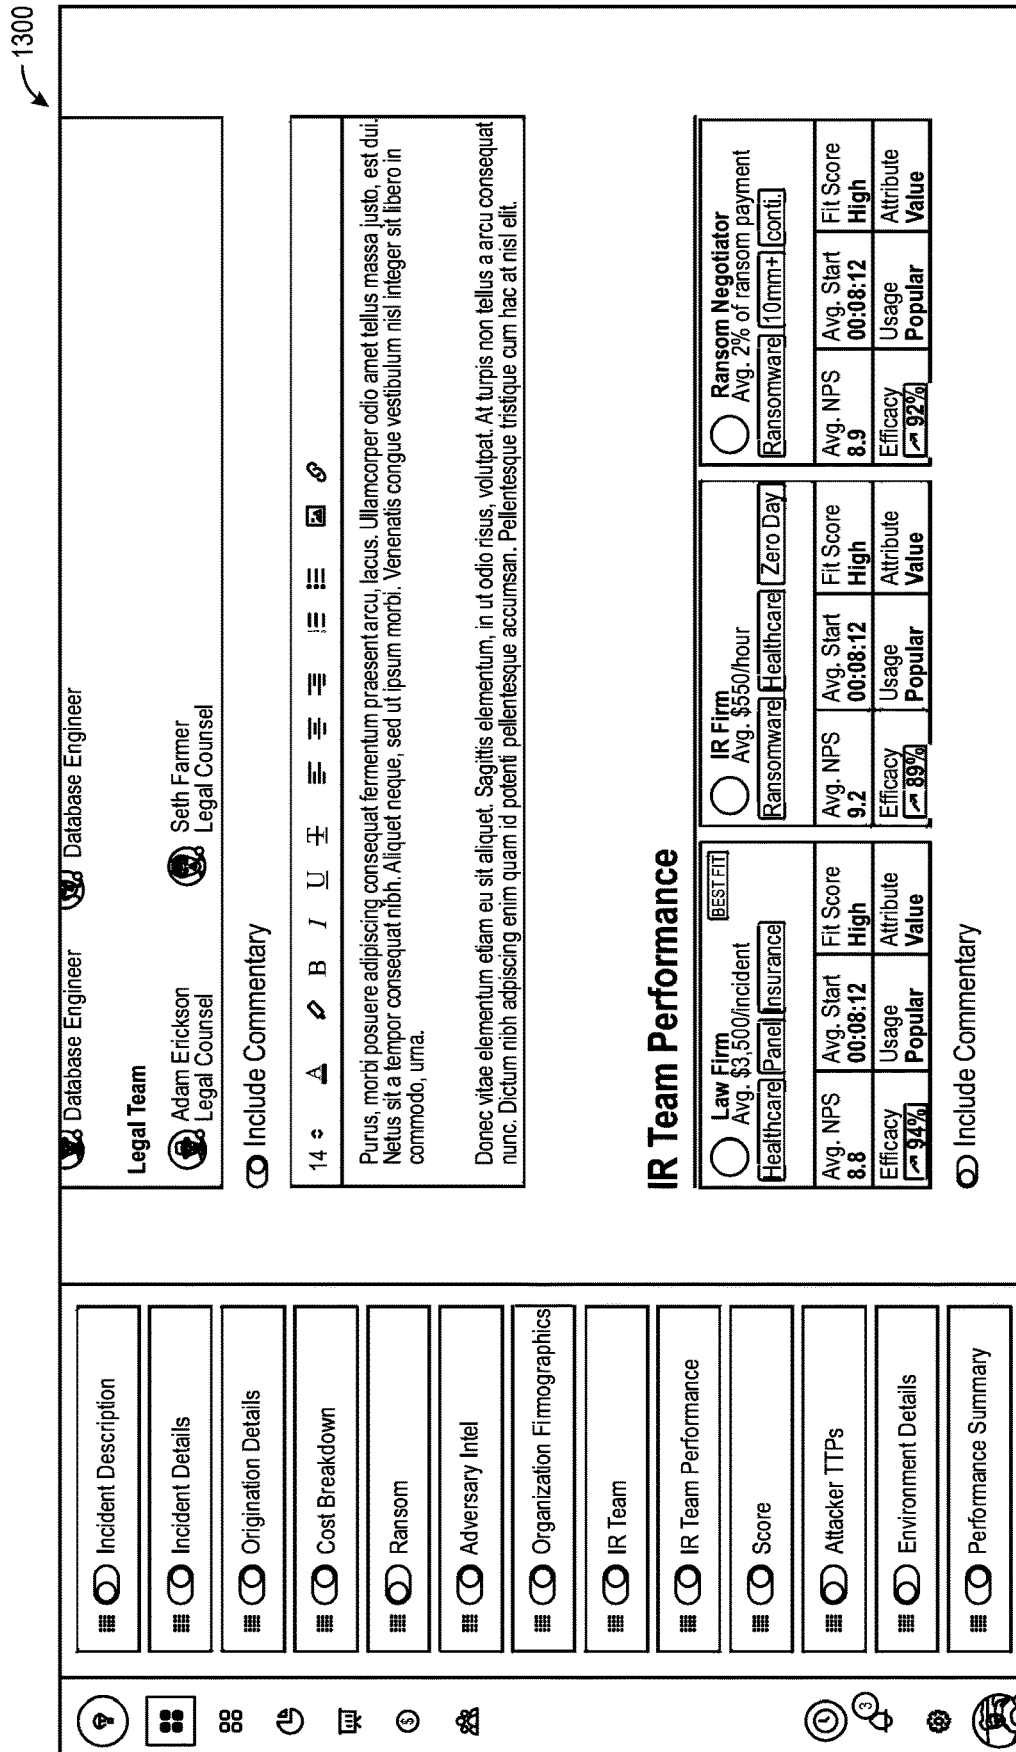 1300
Incident Description
Incident Details
Origination Details
Cost Breakdown
Ransom
Adversary Intel
Organization Firmographics
IR Team
IR Team Performance
Score
Attacker TTPs
Environment Details
Performance Summary
3
Database Engineer
Database Engineer
Legal Team
Adam Erickson
Legal Counsel
Seth Farmer
Legal Counsel
Include Commentary
14 A B I U T
Purus, morbi posuere adipiscing consequat fermentum praesent arcu, lacus. Ullamcorper odio amet tellus massa justo, est dui.
Netus sit a tempor consequat nibh. Aliquet neque, sed ut ipsum morbi. Venenatis congue vestibulum nisl integer sit libero in
commodo, urna.
Donec vitae elementum etiam eu sit aliquet. Sagittis elementum, in ut odio risus, volutpat. At turpis non tellus a arcu consequat
nunc. Dictum nibh adipiscing enim quam id potenti pellentesque accumsan. Pellentesque tristique cum hac at nisl elit.
IR Team Performance
BEST FIT
Law Firm
Avg. $3,500/incident
Healthcare Panel Insurance
Avg. NPS Avg. Start Fit Score
8.8 00:08:12 High
Efficacy Usage Attribute
94% Popular Value
IR Firm
Avg. $550/hour
Ransomware Healthcare Zero Day
Avg. NPS Avg. Start Fit Score
9.2 00:08:12 High
Efficacy Usage Attribute
89% Popular Value
Ransom Negotiator
Avg. 2% of ransom payment
Ransomware 10mm+ conti.
Avg. NPS Avg. Start Fit Score
8.9 00:08:12 High
Efficacy Usage Attribute
92% Popular Value
Include Commentary